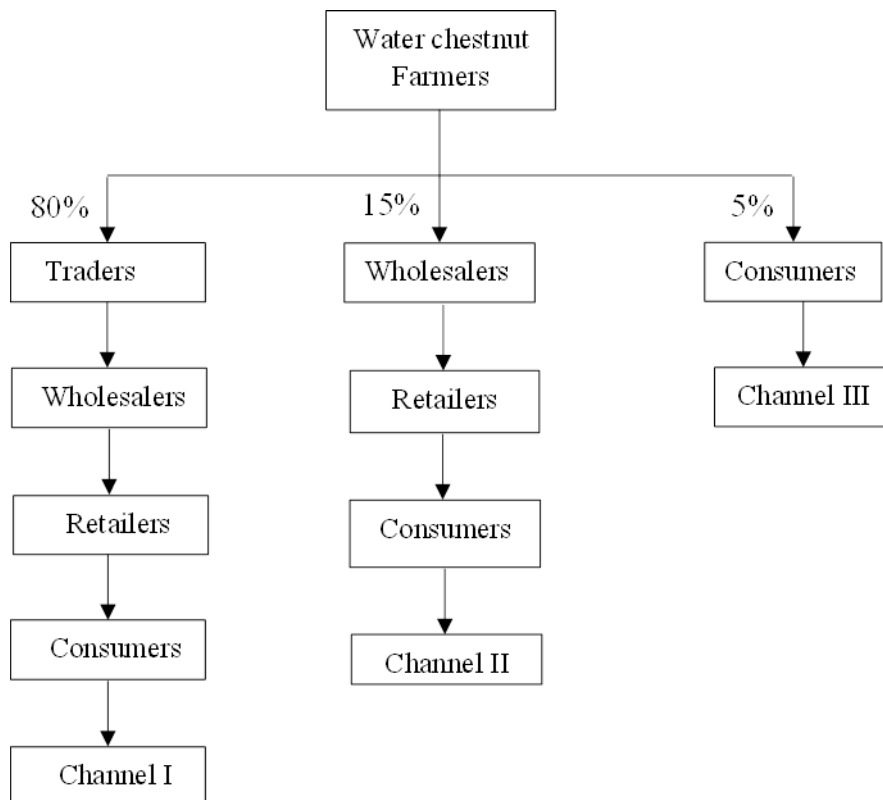 Water chestnut
Farmers
80%
15%
5%
Traders
Wholesalers
Consumers
Wholesalers
Retailers
Channel III
Retailers
Consumers
Consumers
Channel II
Channel I